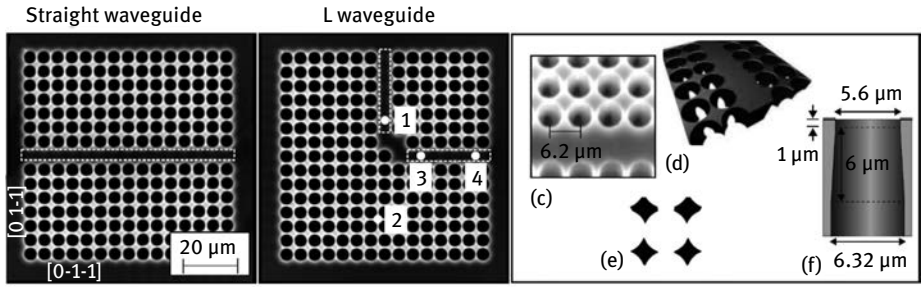 Straight waveguide
L waveguide
[0 1-1]
[0-1-1]
20 µm
1
2
3
4
6.2 µm
(c)
(d)
(e)
5.6 µm
1 µm
6 µm
6.32 µm
(f)